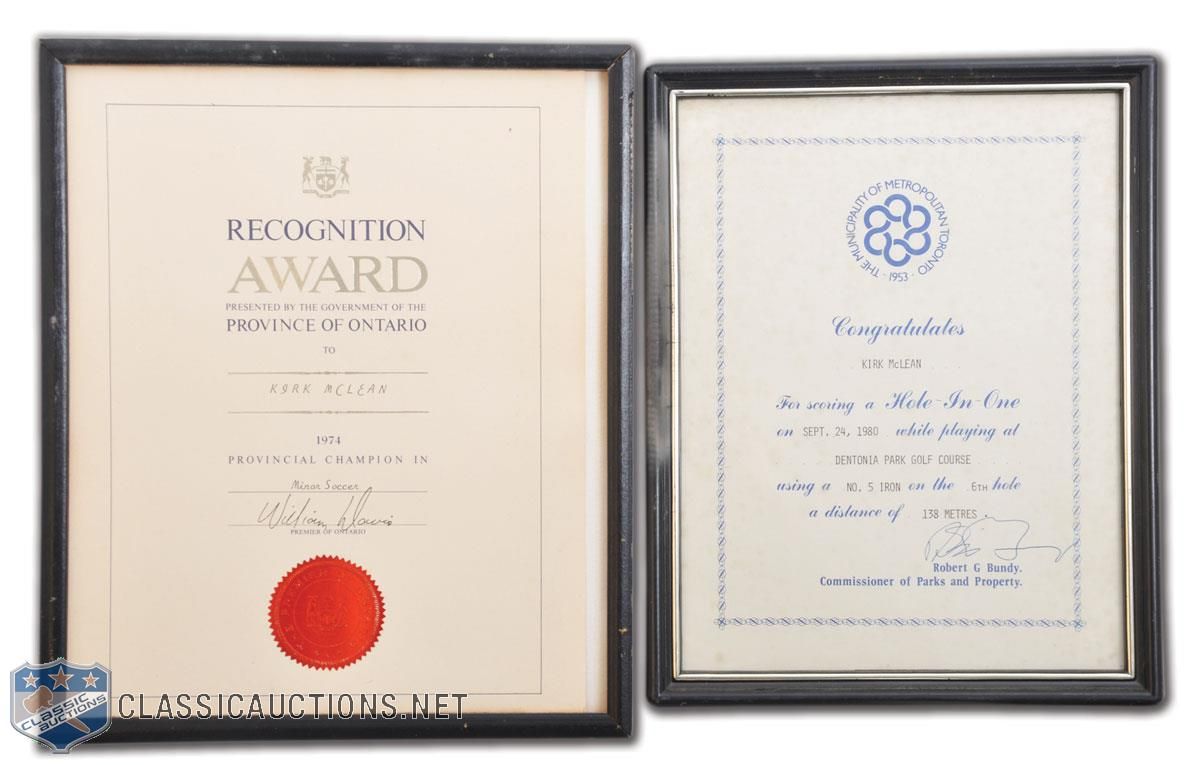 RECOGNITION
AWARD
PRESENTED BY THE GOVERNMENT OF THE
PROVINCE OF ONTARIO
TO
KIRK MCLEAN
1974
PROVINCIAL CHAMPION IN
Minor Soccer
William Davis
PREMIER OF ONTARIO
THE MUNICIPALITY OF METROPOLITAN TORONTO
· 1953 ·
Congratulates
KIRK McLEAN
For scoring a Hole-In-One
on SEPT. 24, 1980 while playing at
DENTONIA PARK GOLF COURSE
using a NO. 5 IRON on the 6TH hole
a distance of 138 METRES
Robert G Bundy.
Commissioner of Parks and Property.
CLASSIC AUCTIONS
CLASSICAUCTIONS.NET